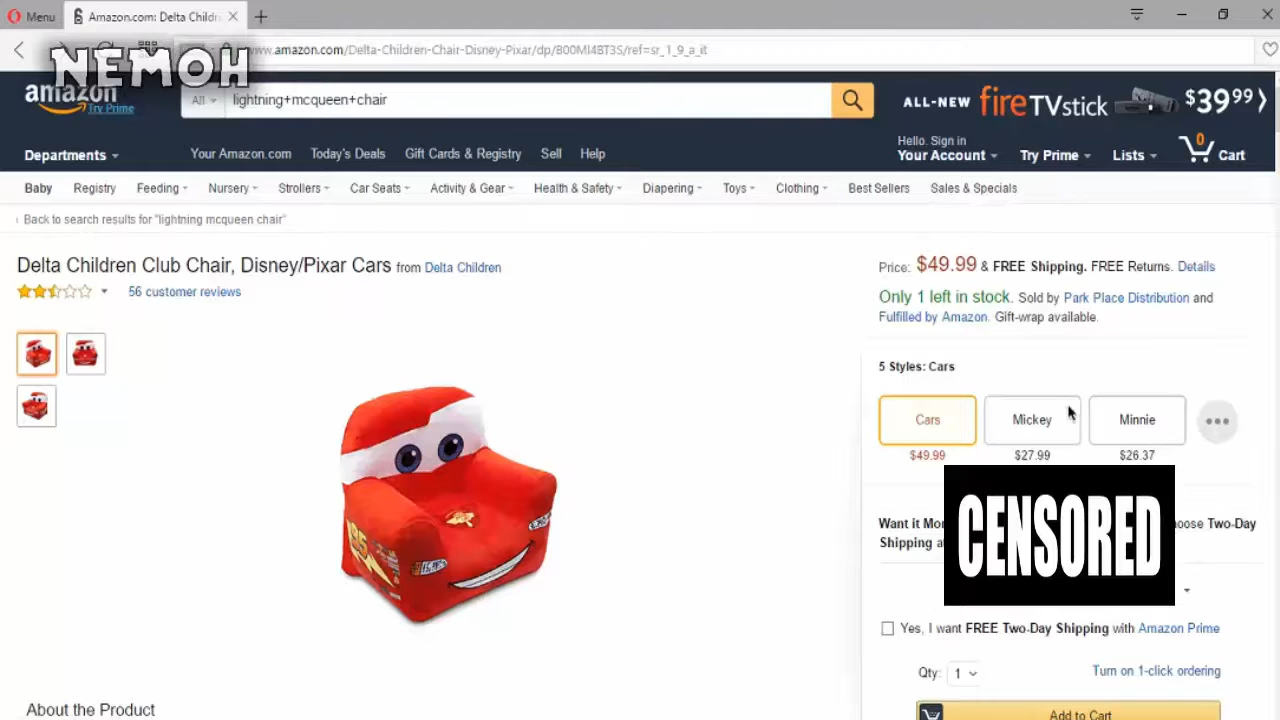 Menu
Amazon.com: Delta Childr
NEMOH
www.amazon.com/Delta-Children-Chair-Disney-Pixar/dp/B00MI4BT3S/ref=sr_1_9_a_it
amazon
Try Prime
All
lightning+mcqueen+chair
ALL-NEW fireTVstick $39.99
Departments
Your Amazon.com Today's Deals Gift Cards & Registry Sell Help
Hello. Sign in
Your Account Try Prime Lists 0 Cart
Baby Registry Feeding Nursery Strollers Car Seats Activity & Gear Health & Safety Diapering Toys Clothing Best Sellers Sales & Specials
‹ Back to search results for "lightning mcqueen chair"
Delta Children Club Chair, Disney/Pixar Cars from Delta Children
56 customer reviews
95
Price: $49.99 & FREE Shipping. FREE Returns. Details
Only 1 left in stock. Sold by Park Place Distribution and
Fulfilled by Amazon. Gift-wrap available.
5 Styles: Cars
Cars Mickey Minnie
$49.99 $27.99 $26.37
Want it Mon
Two-Day
Shipping
CENSORED
Yes, I want FREE Two-Day Shipping with Amazon Prime
Qty: 1
Turn on 1-click ordering
Add to Cart
About the Product